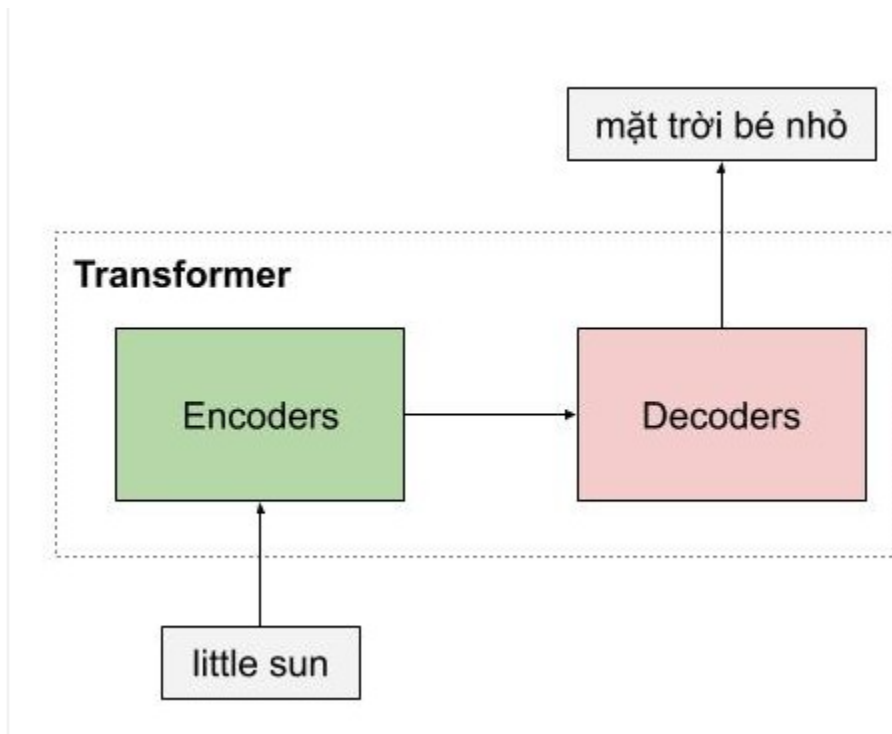 mặt trời bé nhỏ
Transformer
Encoders
Decoders
little sun